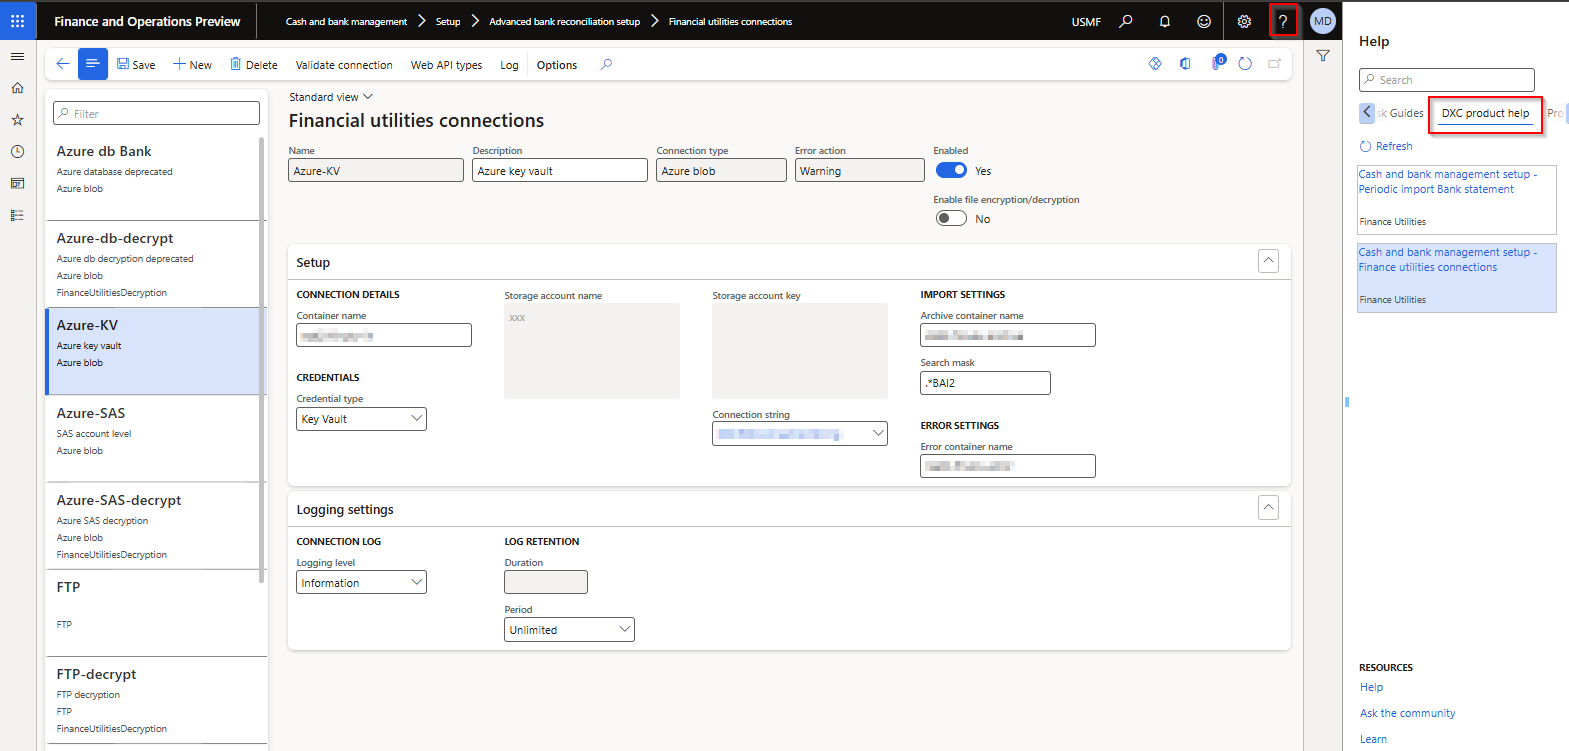 Finance and Operations Preview
Cash and bank management > Setup > Advanced bank reconciliation setup > Financial utilities connections
USMF
?
MD
Save
New
Delete
Validate connection
Web API types
Log
Options
0
Filter
Azure db Bank
Azure database deprecated
Azure blob
Azure-db-decrypt
Azure db decryption deprecated
Azure blob
FinanceUtilitiesDecryption
Azure-KV
Azure key vault
Azure blob
Azure-SAS
SAS account level
Azure blob
Azure-SAS-decrypt
Azure SAS decryption
Azure blob
FinanceUtilitiesDecryption
FTP
FTP
FTP-decrypt
FTP decryption
FTP
FinanceUtilitiesDecryption
Standard view
Financial utilities connections
Name
Azure-KV
Description
Azure key vault
Connection type
Azure blob
Error action
Warning
Enabled
Yes
Enable file encryption/decryption
No
Setup
CONNECTION DETAILS
Container name
CREDENTIALS
Credential type
Key Vault
Storage account name
xxx
Storage account key
Connection string
IMPORT SETTINGS
Archive container name
Search mask
.*BAI2
ERROR SETTINGS
Error container name
Logging settings
CONNECTION LOG
Logging level
Information
LOG RETENTION
Duration
Period
Unlimited
Help
Search
sk Guides
DXC product help
Pro
Refresh
Cash and bank management setup -
Periodic import Bank statement
Finance Utilities
Cash and bank management setup -
Finance utilities connections
Finance Utilities
RESOURCES
Help
Ask the community
Learn